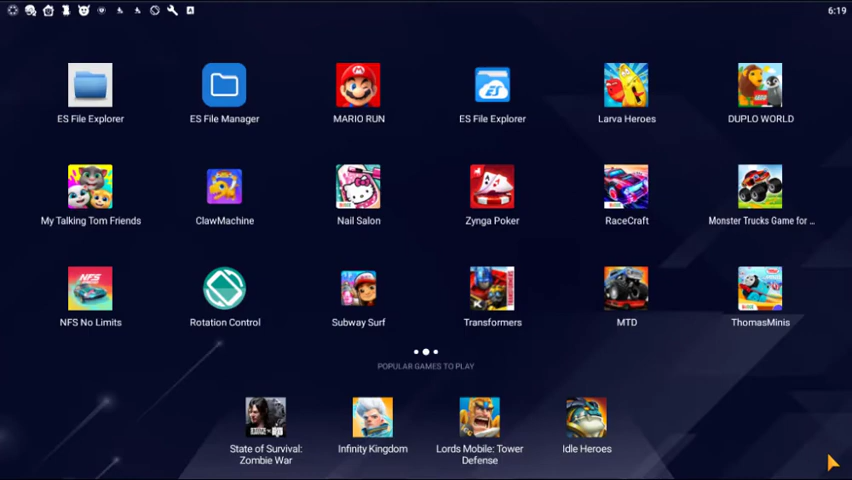 6:19
ES File Explorer
ES File Manager
MARIO RUN
ES File Explorer
Larva Heroes
DUPLO WORLD
My Talking Tom Friends
ClawMachine
Nail Salon
Zynga Poker
RaceCraft
Monster Trucks Game for ...
NFS No Limits
Rotation Control
Subway Surf
Transformers
MTD
ThomasMinis
POPULAR GAMES TO PLAY
State of Survival:
Zombie War
Infinity Kingdom
Lords Mobile: Tower
Defense
Idle Heroes